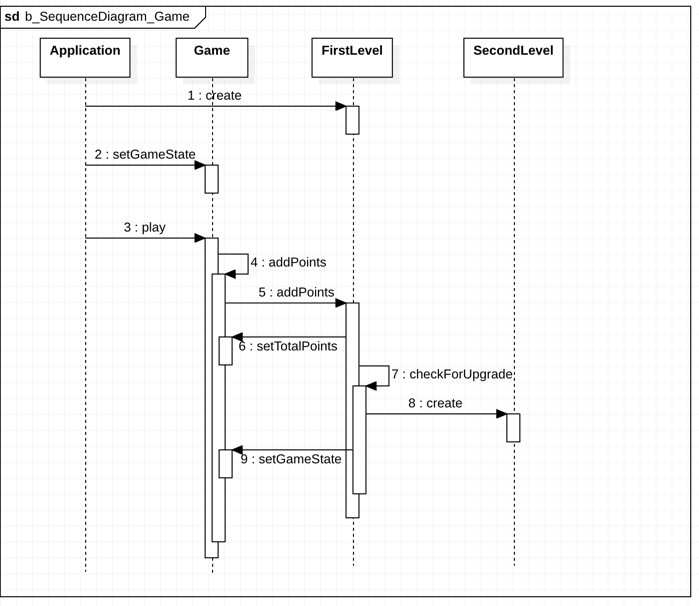 sd b_SequenceDiagram_Game
Application Game FirstLevel SecondLevel
1 : create
2 : setGameState
3 : play
4 : addPoints
5 : addPoints
6 : setTotalPoints
7 : checkForUpgrade
8 : create
9 : setGameState